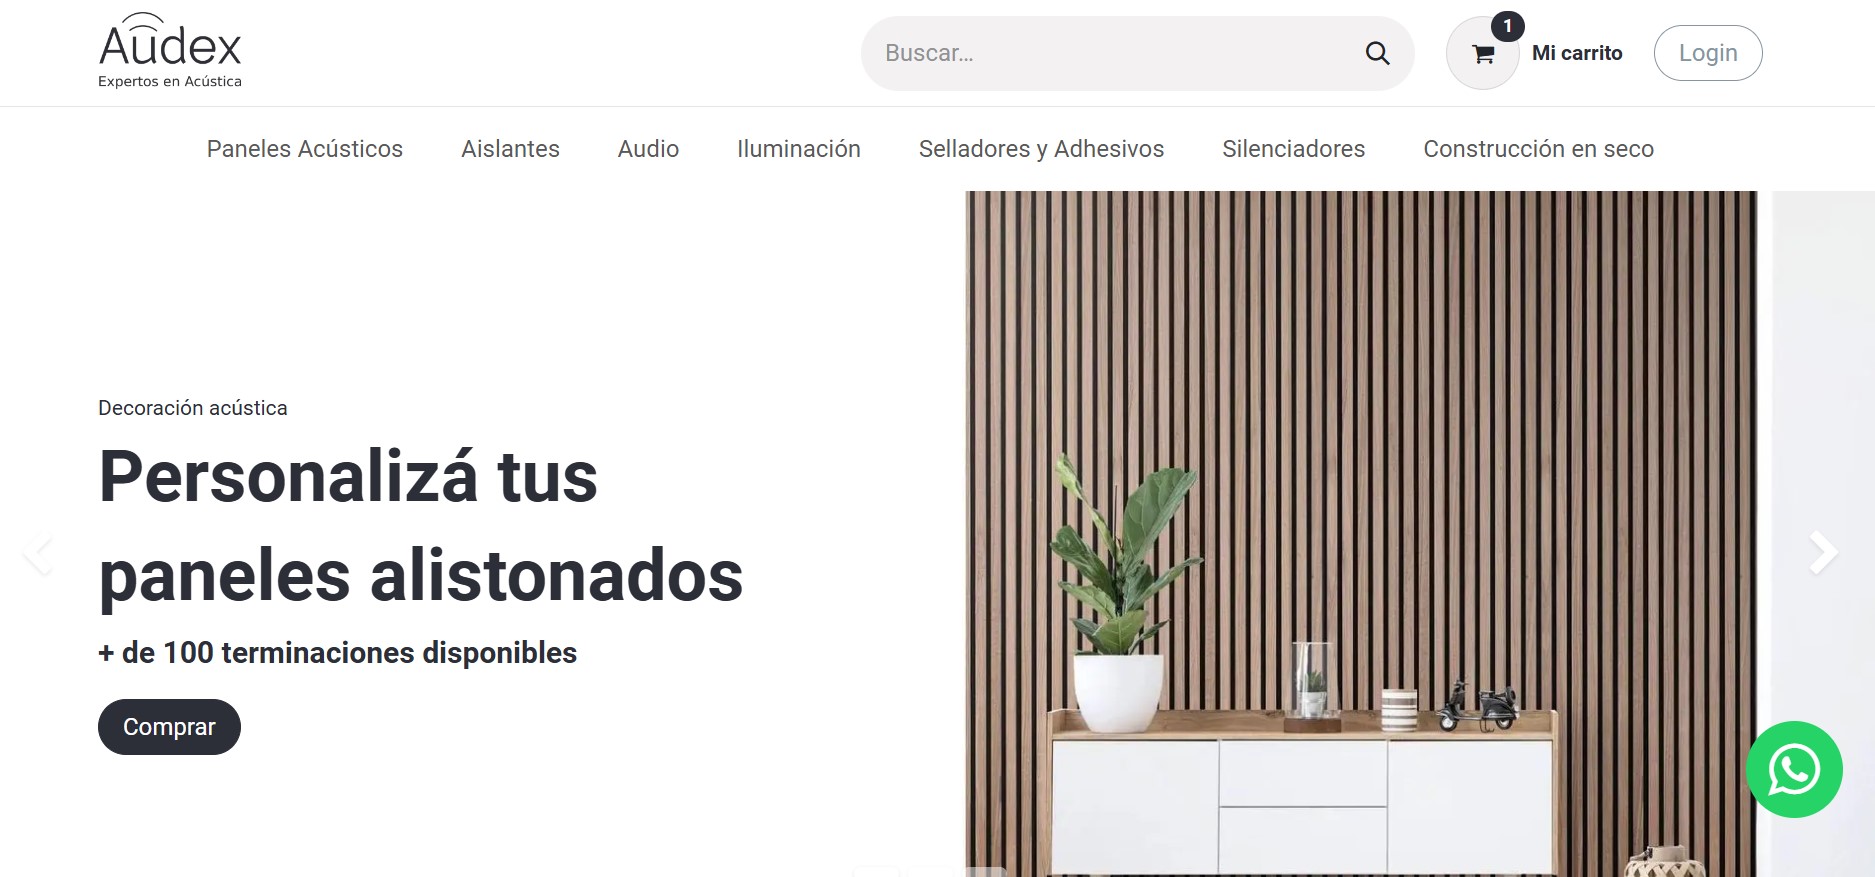 Audex
Expertos en Acústica
Buscar...
1
Mi carrito
Login
Paneles Acústicos
Aislantes
Audio
Iluminación
Selladores y Adhesivos
Silenciadores
Construcción en seco
Decoración acústica
Personalizá tus
paneles alistonados
+ de 100 terminaciones disponibles
Comprar